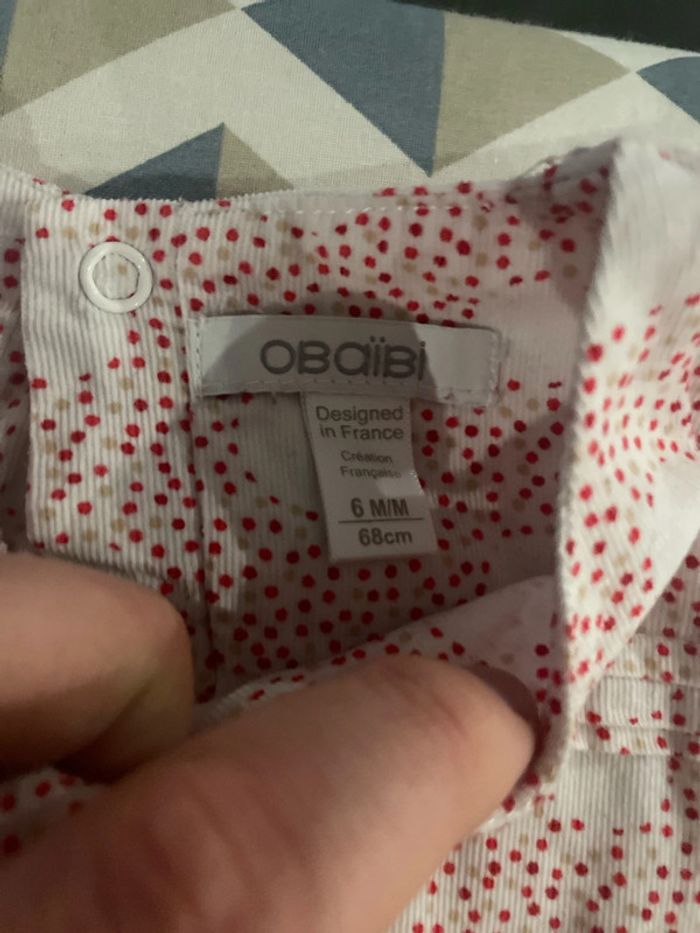 OBaïBi
Designed
in France
Création
Française
6 M/M
68cm